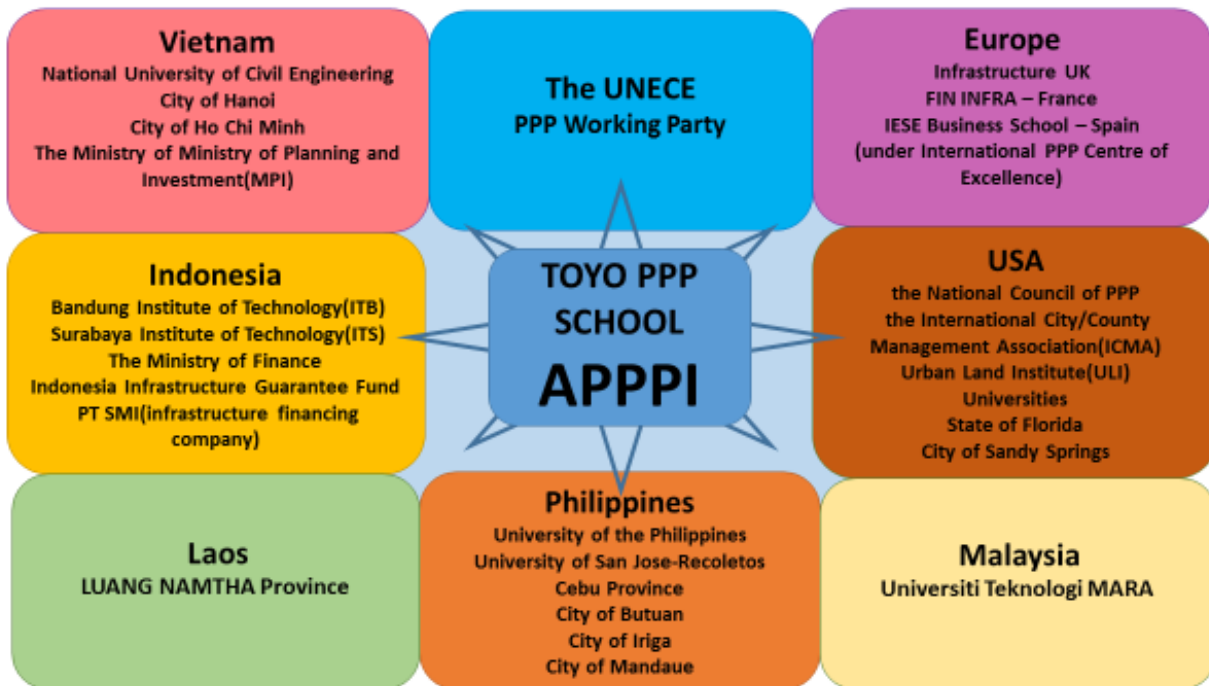 Vietnam
National University of Civil Engineering
City of Hanoi
City of Ho Chi Minh
The Ministry of Ministry of Planning and
Investment(MPI)
The UNECE
PPP Working Party
Europe
Infrastructure UK
FIN INFRA – France
IESE Business School – Spain
(under International PPP Centre of
Excellence)
Indonesia
Bandung Institute of Technology(ITB)
Surabaya Institute of Technology(ITS)
The Ministry of Finance
Indonesia Infrastructure Guarantee Fund
PT SMI(infrastructure financing
company)
TOYO PPP
SCHOOL
APPPI
USA
the National Council of PPP
the International City/County
Management Association(ICMA)
Urban Land Institute(ULI)
Universities
State of Florida
City of Sandy Springs
Laos
LUANG NAMTHA Province
Philippines
University of the Philippines
University of San Jose-Recoletos
Cebu Province
City of Butuan
City of Iriga
City of Mandaue
Malaysia
Universiti Teknologi MARA